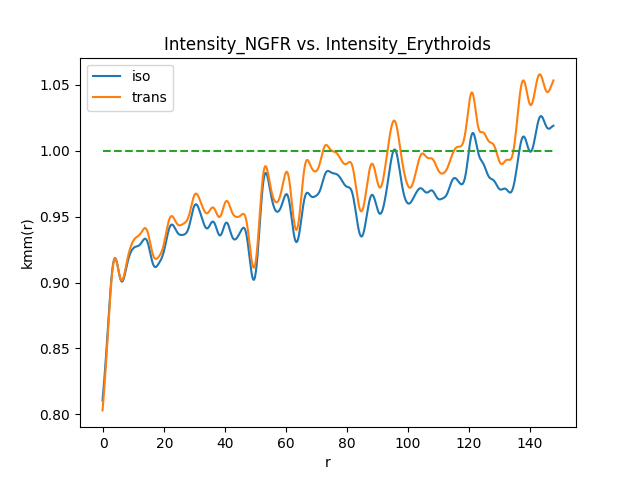 Intensity_NGFR vs. Intensity_Erythroids
iso
trans
kmm(r)
1.05
1.00
0.95
0.90
0.85
0.80
0 20 40 60 80 100 120 140
r